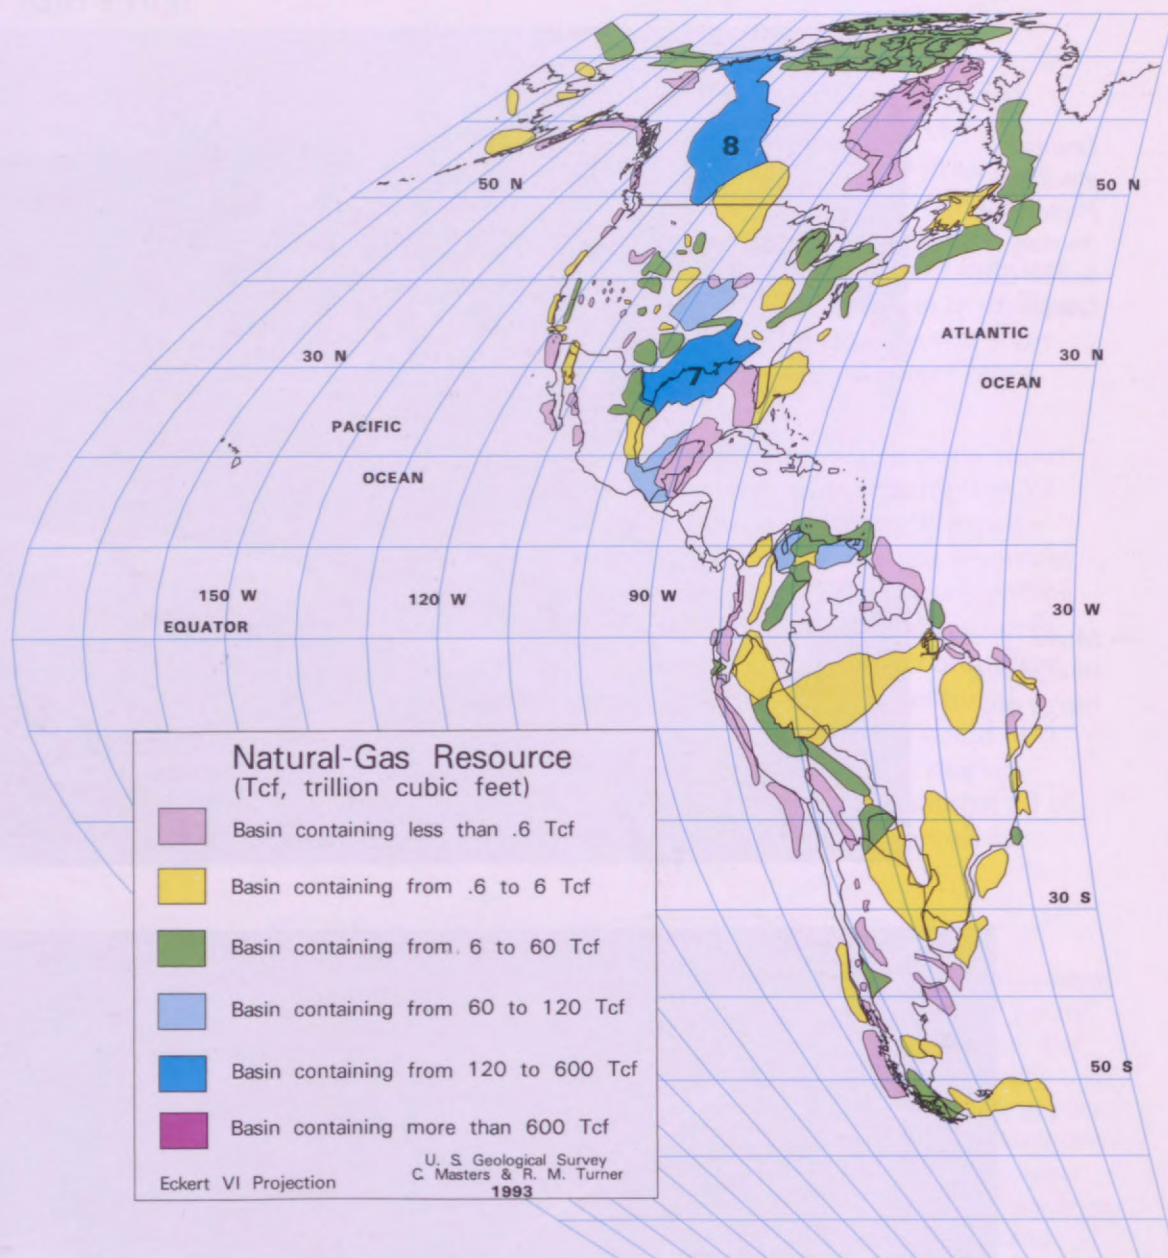 8
50 N
50 N
ATLANTIC
30 N
30 N
7
OCEAN
PACIFIC
OCEAN
150 W
120 W
90 W
30 W
EQUATOR
Natural-Gas Resource
(Tcf, trillion cubic feet)
Basin containing less than .6 Tcf
Basin containing from .6 to 6 Tcf
Basin containing from. 6 to 60 Tcf
Basin containing from 60 to 120 Tcf
Basin containing from 120 to 600 Tcf
Basin containing more than 600 Tcf
30 S
50 S
U. S. Geological Survey
C. Masters & R. M. Turner
Eckert VI Projection
1993